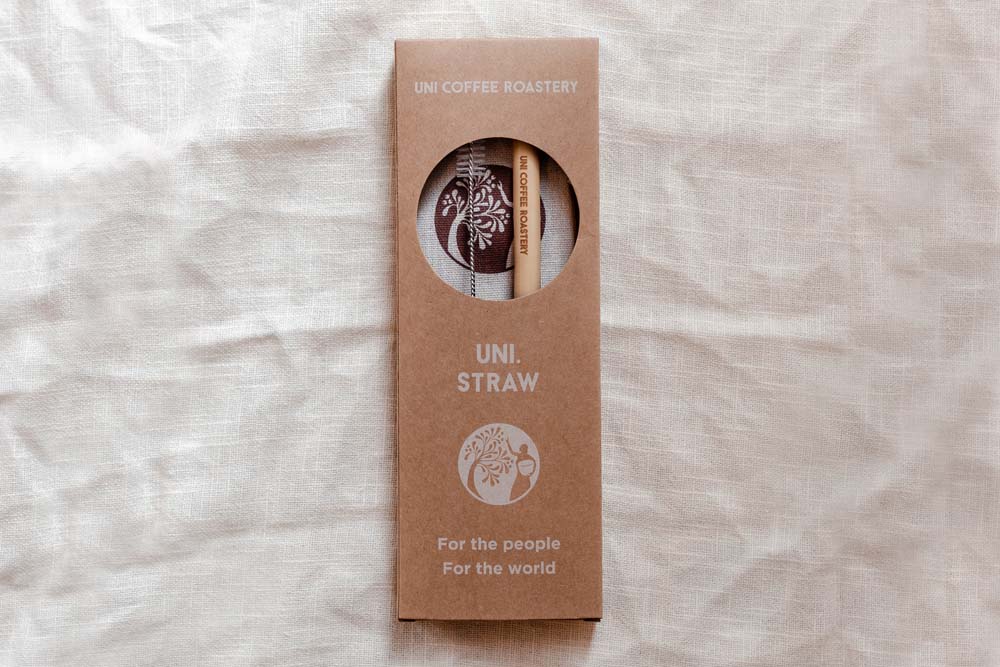 UNI COFFEE ROASTERY
UNI COFFEE ROASTERY
UNI.
STRAW
For the people
For the world